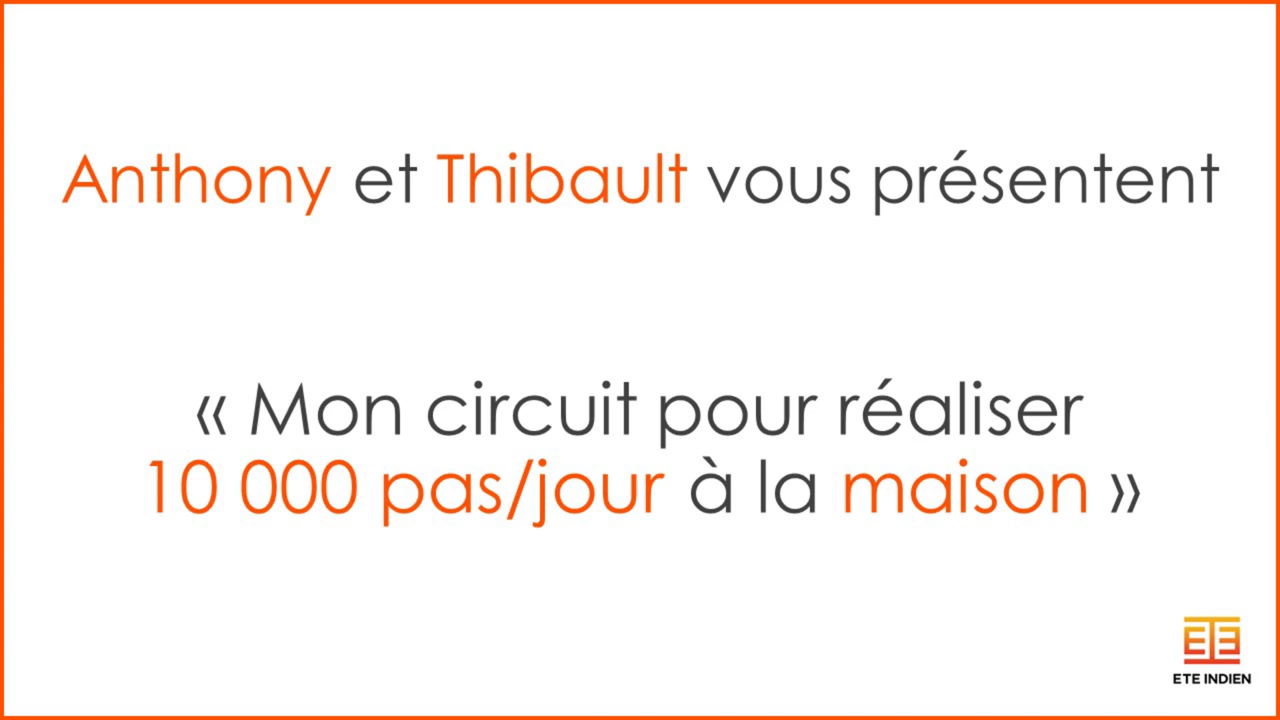 Anthony et Thibault vous présentent
« Mon circuit pour réaliser
10 000 pas/jour à la maison »
ETE INDIEN